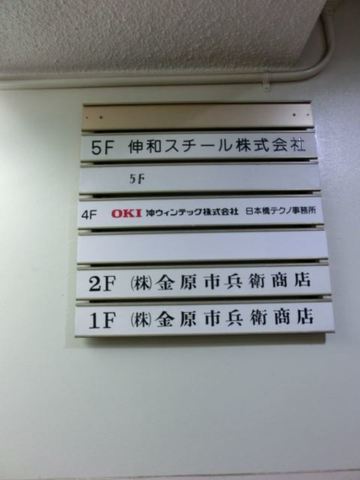 5F 伸和スチール株式会社
5F
4F OKI 沖ウィンテック株式会社 日本橋テクノ事務所
2F (株)金原市兵衛商店
1F (株)金原市兵衛商店